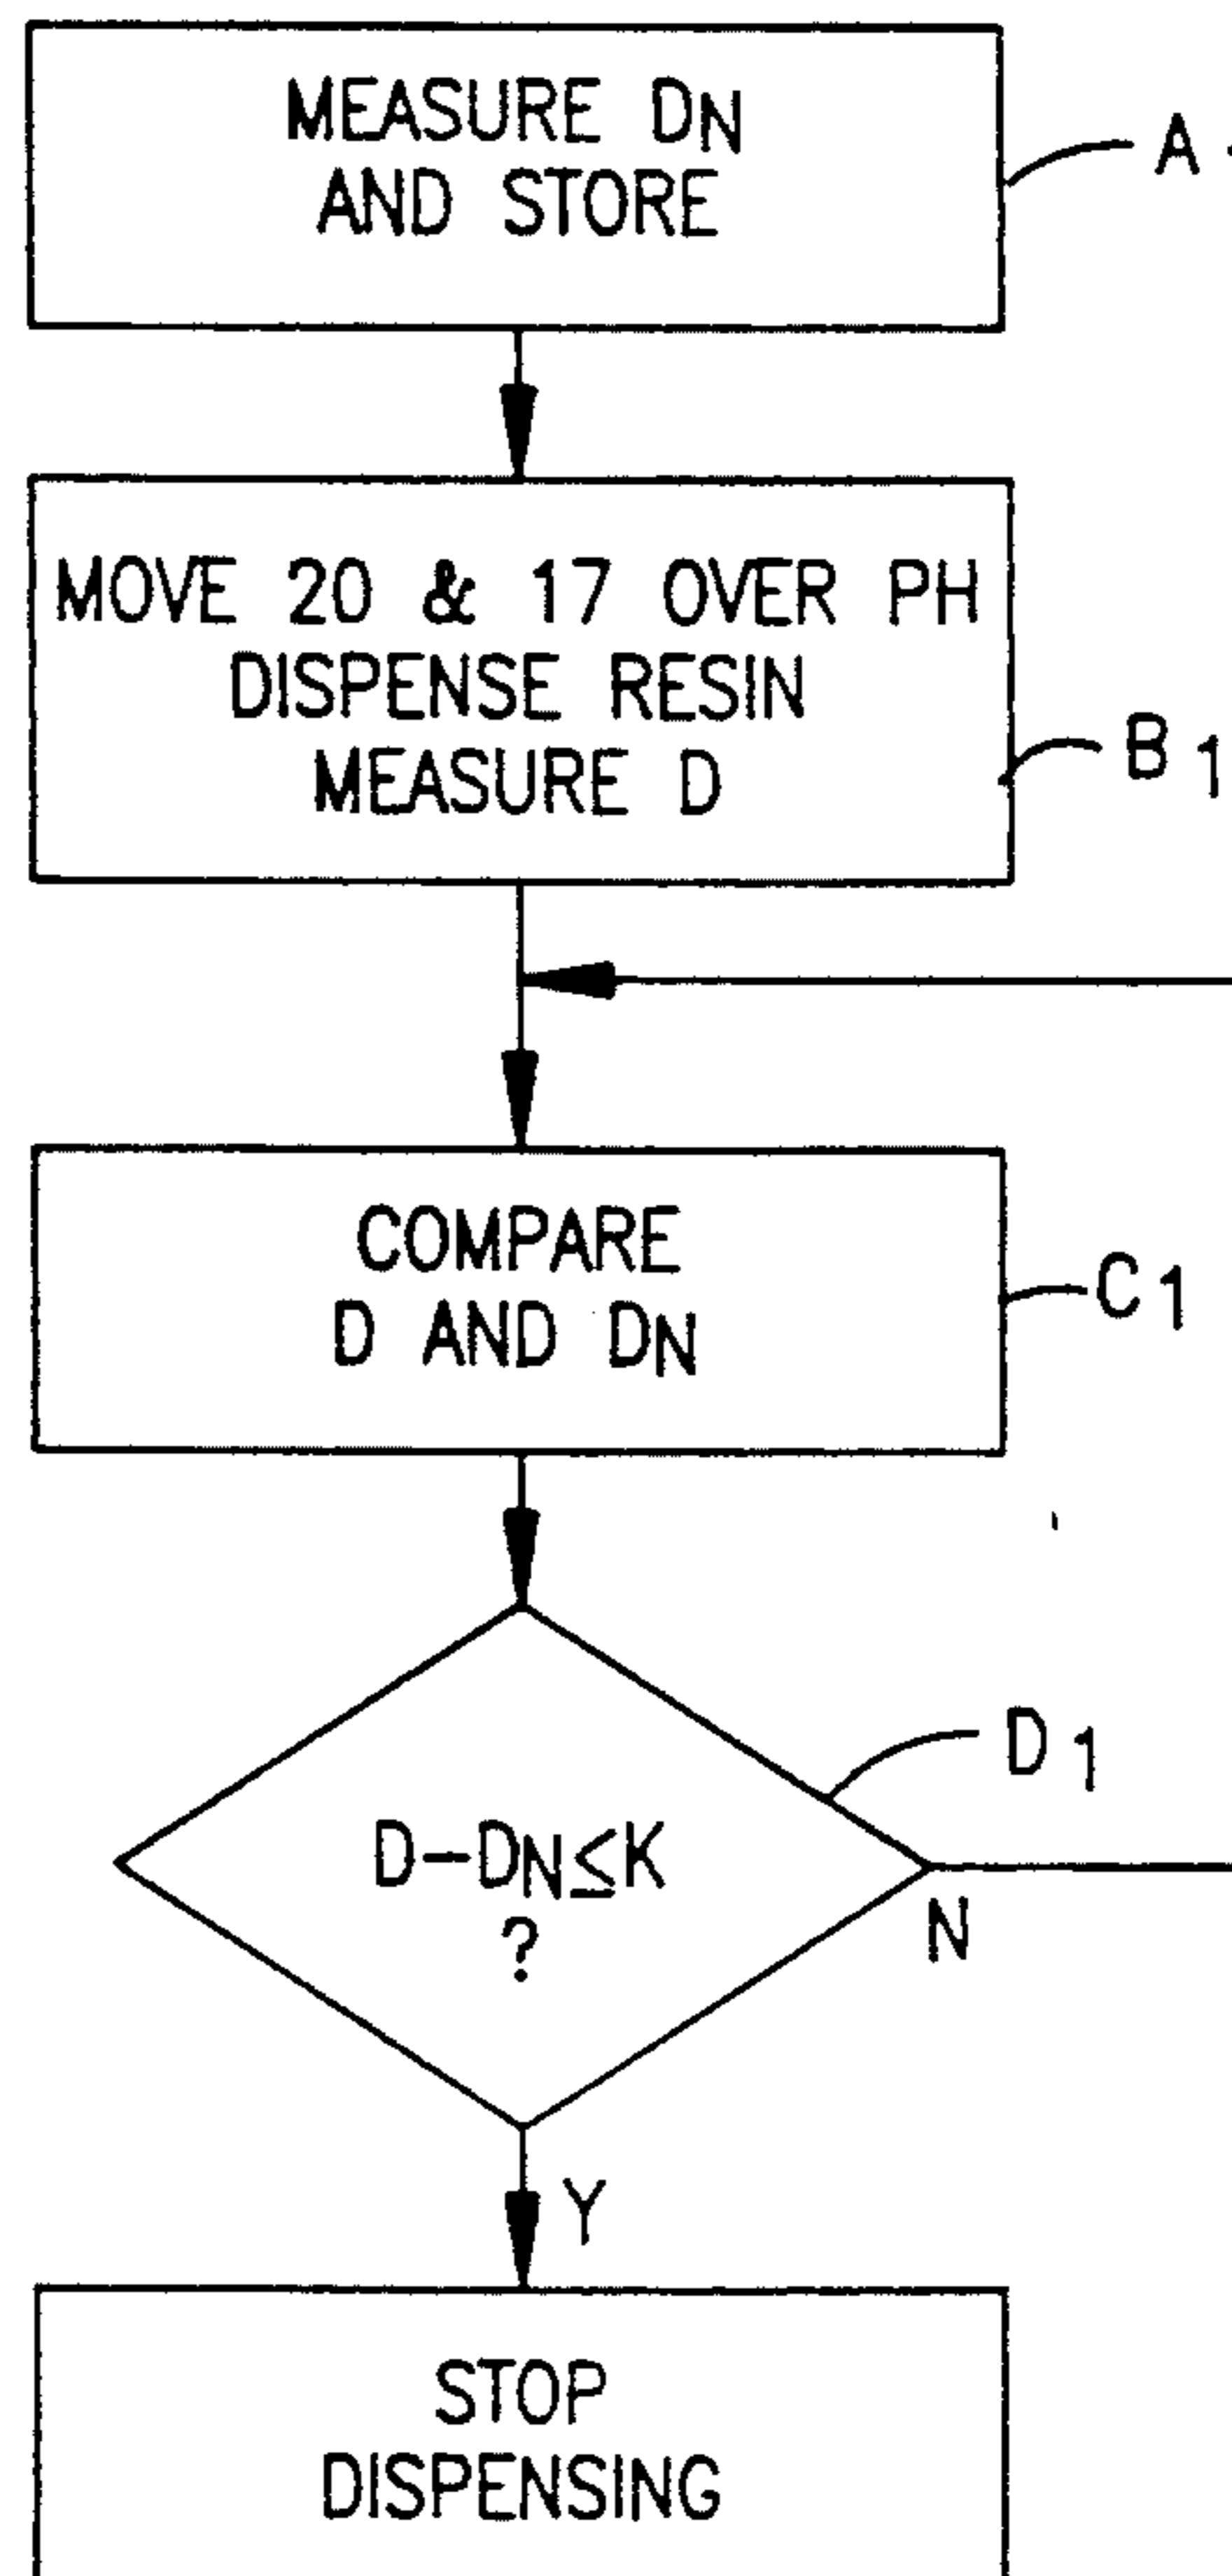 MEASURE DN
AND STORE
A
MOVE 20 & 17 OVER PH
DISPENSE RESIN
MEASURE D
B1
COMPARE
D AND DN
C1
D1
D-DN≤K
?
N
Y
STOP
DISPENSING